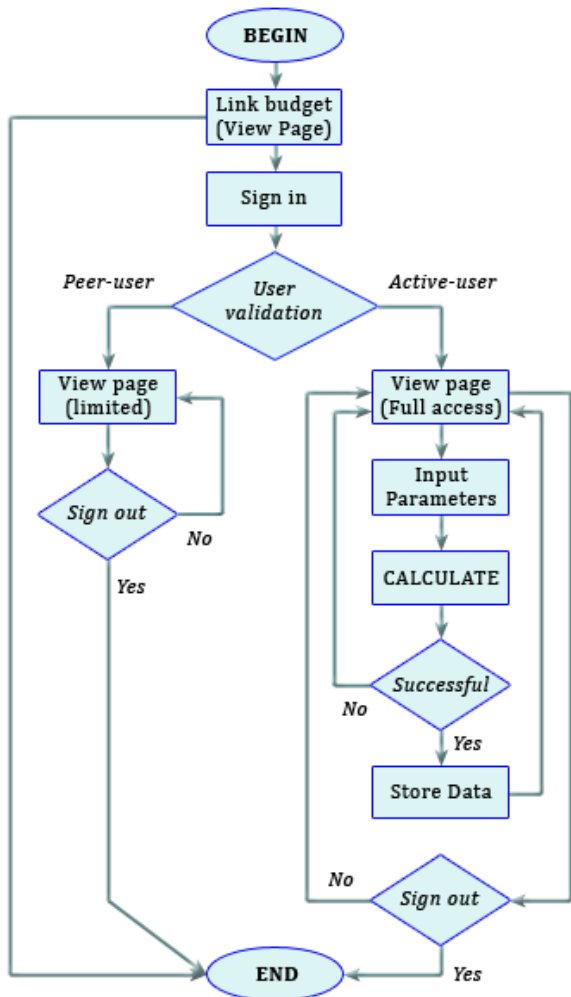 BEGIN
Link budget
(View Page)
Sign in
Peer-user
User
validation
Active-user
View page
(limited)
View page
(Full access)
Input
Parameters
Sign out
No
Yes
CALCULATE
Successful
No
Yes
Store Data
No
Sign out
END
Yes